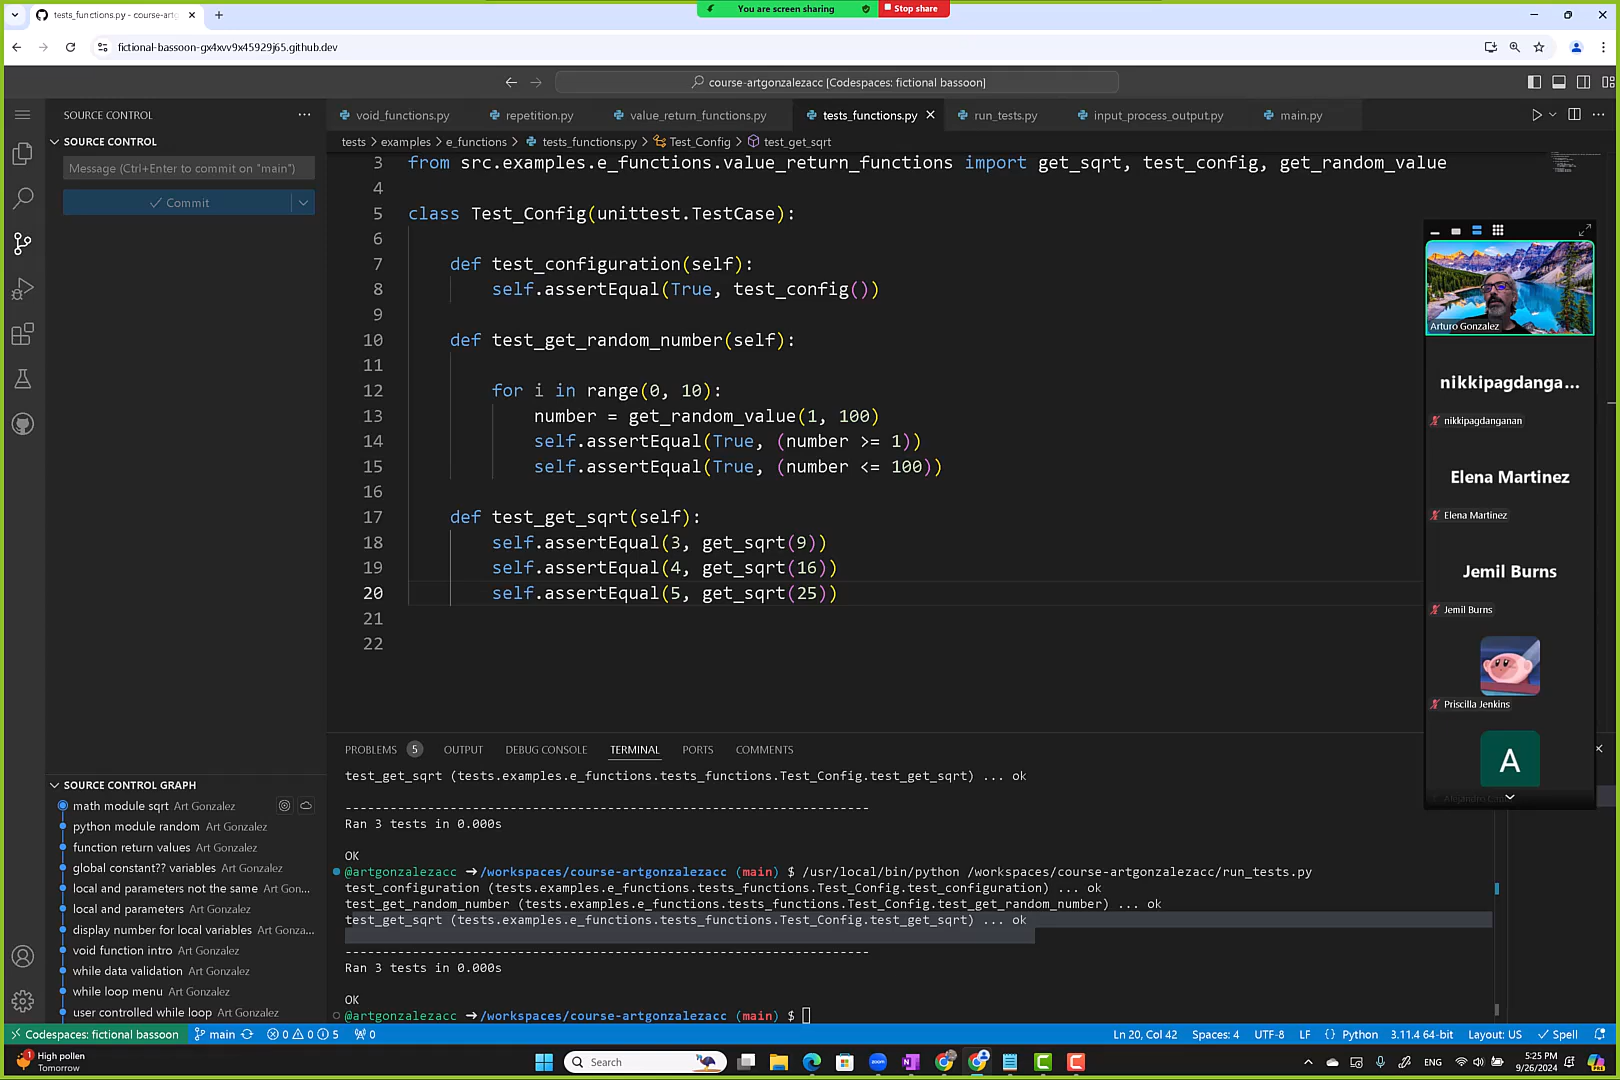 You are screen sharing
Stop share
tests_functions.py - course-artg
fictional-bassoon-gx4xvv9x45929j65.github.dev
course-artgonzalezacc [Codespaces: fictional bassoon]
SOURCE CONTROL
void_functions.py
repetition.py
value_return_functions.py
tests_functions.py
run_tests.py
input_process_output.py
main.py
SOURCE CONTROL
tests > examples > e_functions > tests_functions.py > Test_Config > test_get_sqrt
Message (Ctrl+Enter to commit on "main")
Commit
3 from src.examples.e_functions.value_return_functions import get_sqrt, test_config, get_random_value
4
5 class Test_Config(unittest.TestCase):
6
7 def test_configuration(self):
8 self.assertEqual(True, test_config())
9
10 def test_get_random_number(self):
11
12 for i in range(0, 10):
13 number = get_random_value(1, 100)
14 self.assertEqual(True, (number >= 1))
15 self.assertEqual(True, (number <= 100))
16
17 def test_get_sqrt(self):
18 self.assertEqual(3, get_sqrt(9))
19 self.assertEqual(4, get_sqrt(16))
20 self.assertEqual(5, get_sqrt(25))
21
22
Arturo Gonzalez
nikkipagdanga...
nikkipagdanganan
Elena Martinez
Elena Martinez
Jemil Burns
Jemil Burns
Priscilla Jenkins
A
PROBLEMS 5 OUTPUT DEBUG CONSOLE TERMINAL PORTS COMMENTS
test_get_sqrt (tests.examples.e_functions.tests_functions.Test_Config.test_get_sqrt) ... ok
----------------------------------------------------------------------
Ran 3 tests in 0.000s
OK
@artgonzalezacc ➜/workspaces/course-artgonzalezacc (main) $ /usr/local/bin/python /workspaces/course-artgonzalezacc/run_tests.py
test_configuration (tests.examples.e_functions.tests_functions.Test_Config.test_configuration) ... ok
test_get_random_number (tests.examples.e_functions.tests_functions.Test_Config.test_get_random_number) ... ok
test_get_sqrt (tests.examples.e_functions.tests_functions.Test_Config.test_get_sqrt) ... ok
----------------------------------------------------------------------
Ran 3 tests in 0.000s
OK
@artgonzalezacc ➜/workspaces/course-artgonzalezacc (main) $
SOURCE CONTROL GRAPH
math module sqrt Art Gonzalez
python module random Art Gonzalez
function return values Art Gonzalez
global constant?? variables Art Gonzalez
local and parameters not the same Art Gon...
local and parameters Art Gonzalez
display number for local variables Art Gonza...
void function intro Art Gonzalez
while data validation Art Gonzalez
while loop menu Art Gonzalez
user controlled while loop Art Gonzalez
Codespaces: fictional bassoon main 0 0 5 0
Ln 20, Col 42 Spaces: 4 UTF-8 LF {} Python 3.11.4 64-bit Layout: US Spell
1
High pollen
Tomorrow
Search
ENG
5:25 PM
9/26/2024